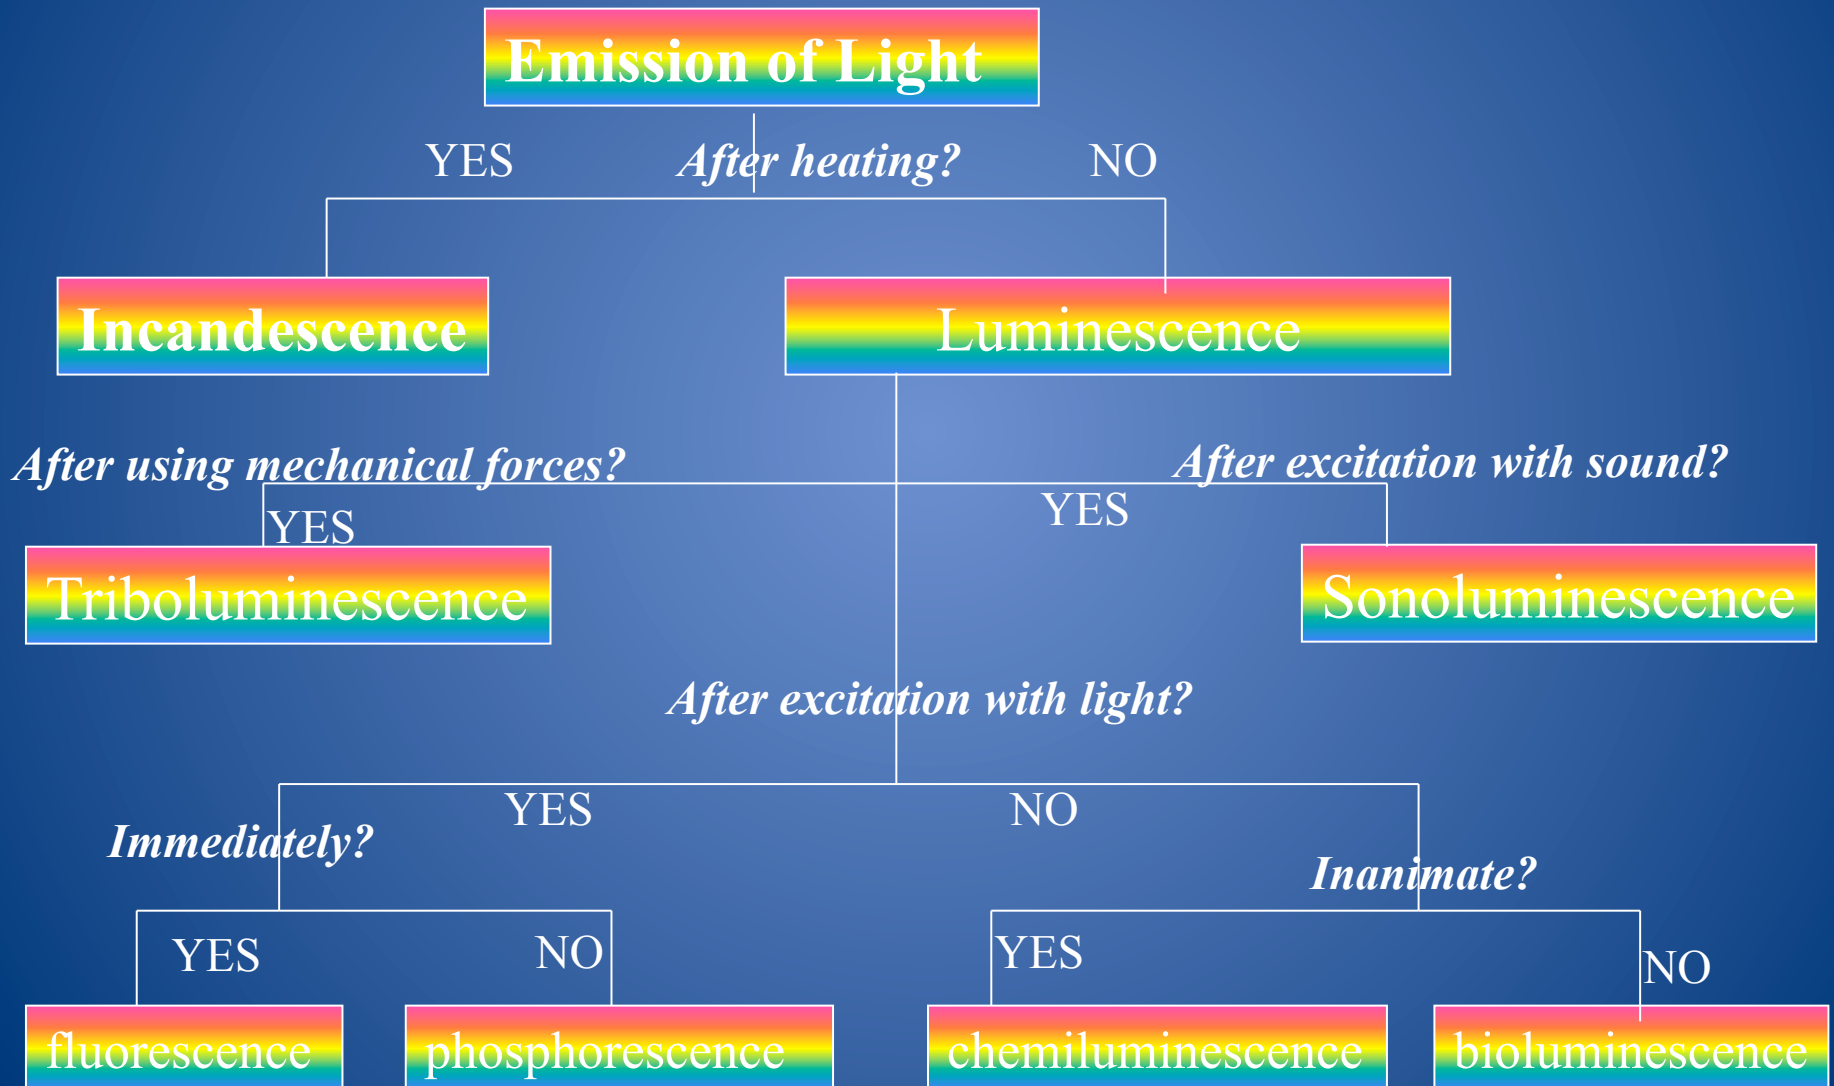 Emission of Light
YES
After heating?
NO
Incandescence
Luminescence
After using mechanical forces?
After excitation with sound?
YES
YES
Triboluminescence
Sonoluminescence
After excitation with light?
YES
NO
Immediately?
Inanimate?
YES
NO
YES
NO
fluorescence
phosphorescence
chemiluminescence
bioluminescence